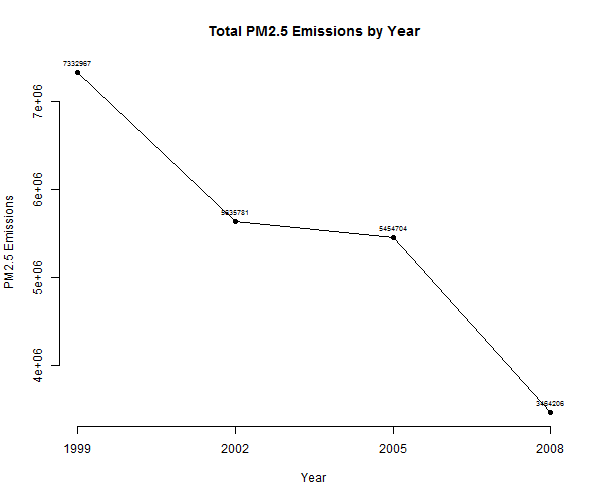 Total PM2.5 Emissions by Year
7332967
5635781
5454704
3464206
7e+06
6e+06
5e+06
4e+06
PM2.5 Emissions
1999 2002 2005 2008
Year